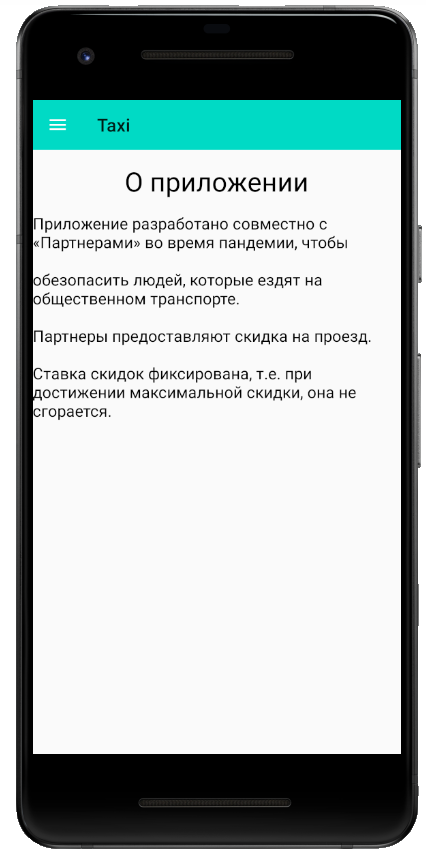 Taxi
О приложении
Приложение разработано совместно с
«Партнерами» во время пандемии, чтобы
обезопасить людей, которые ездят на
общественном транспорте.
Партнеры предоставляют скидка на проезд.
Ставка скидок фиксирована, т.е. при
достижении максимальной скидки, она не
сгорается.